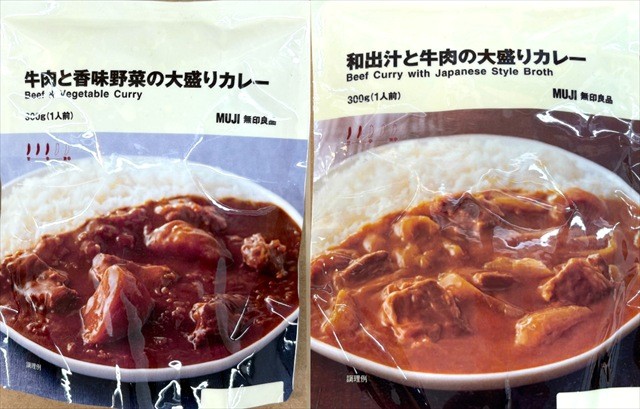 牛肉と香味野菜の大盛りカレー
Beef & Vegetable Curry
300g(1人前)
MUJI 無印良品
調理例
和出汁と牛肉の大盛りカレー
Beef Curry with Japanese Style Broth
300g(1人前)
MUJI 無印良品
調理例